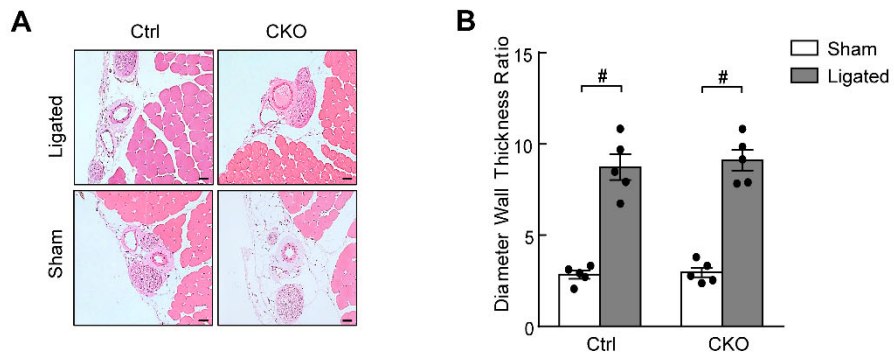 A
Ctrl
CKO
Ligated
Sham
B
Diameter Wall Thickness Ratio
15
10
5
0
#
#
Sham
Ligated
Ctrl
CKO